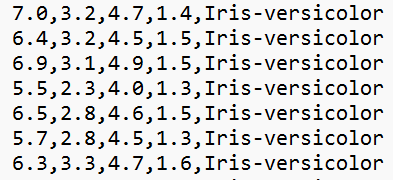 7.0,3.2,4.7,1.4,Iris-versicolor
6.4,3.2,4.5,1.5,Iris-versicolor
6.9,3.1,4.9,1.5,Iris-versicolor
5.5,2.3,4.0,1.3,Iris-versicolor
6.5,2.8,4.6,1.5,Iris-versicolor
5.7,2.8,4.5,1.3,Iris-versicolor
6.3,3.3,4.7,1.6,Iris-versicolor